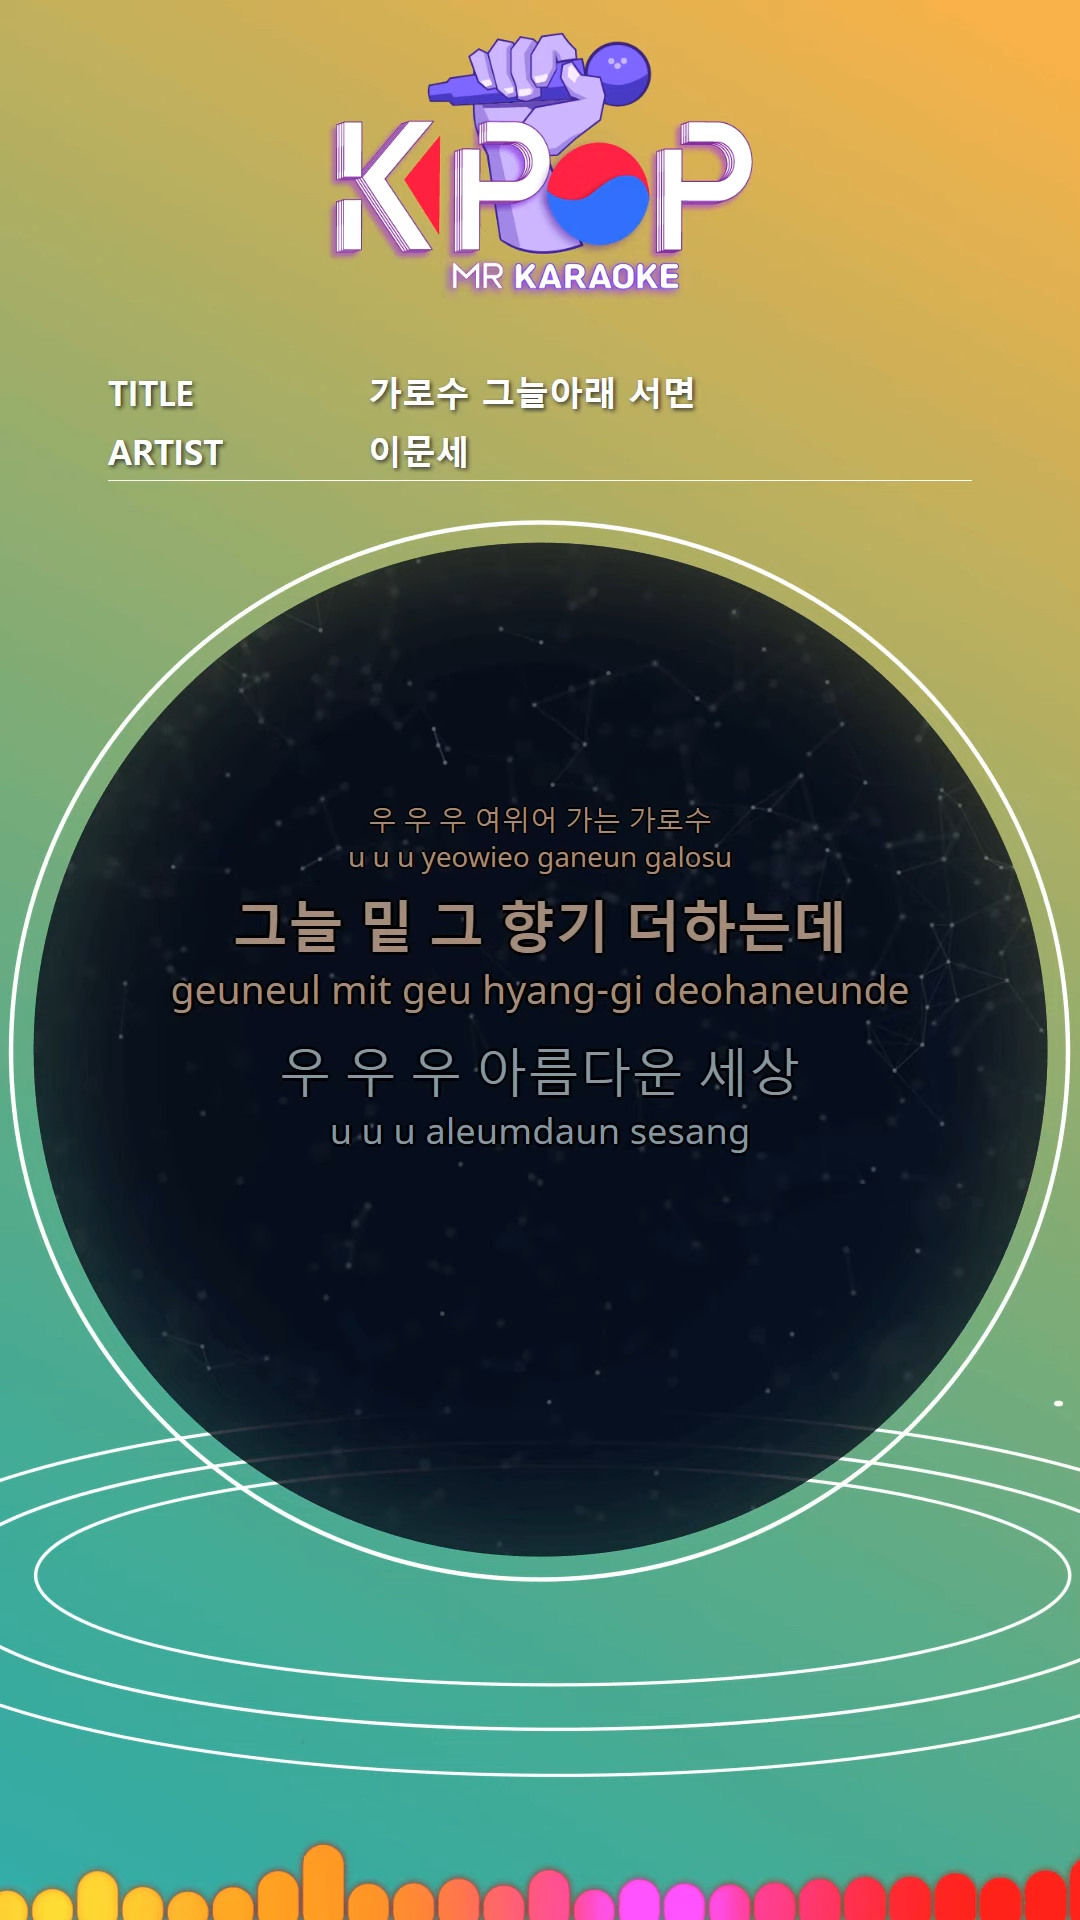 KPOP
MR KARAOKE
TITLE 가로수 그늘아래 서면
ARTIST 이문세
우 우 우 여위어 가는 가로수
u u u yeowieo ganeun galosu
그늘 밑 그 향기 더하는데
geuneul mit geu hyang-gi deohaneunde
우 우 우 아름다운 세상
u u u aleumdaun sesang